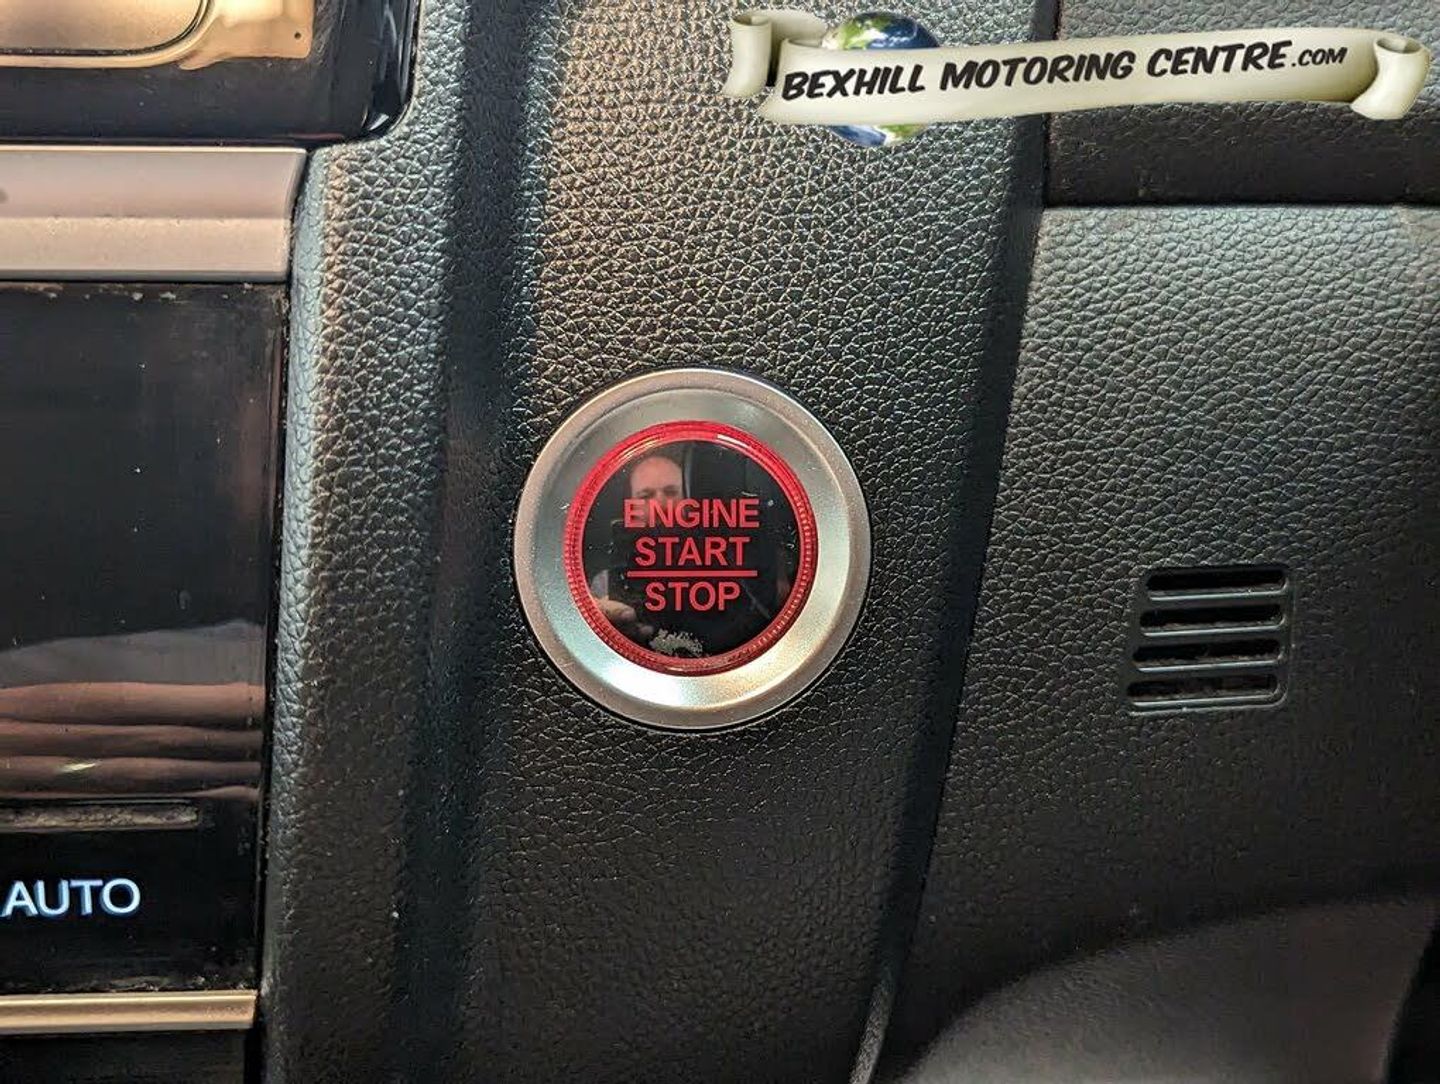 BEXHILL MOTORING CENTRE.COM
ENGINE
START
STOP
AUTO